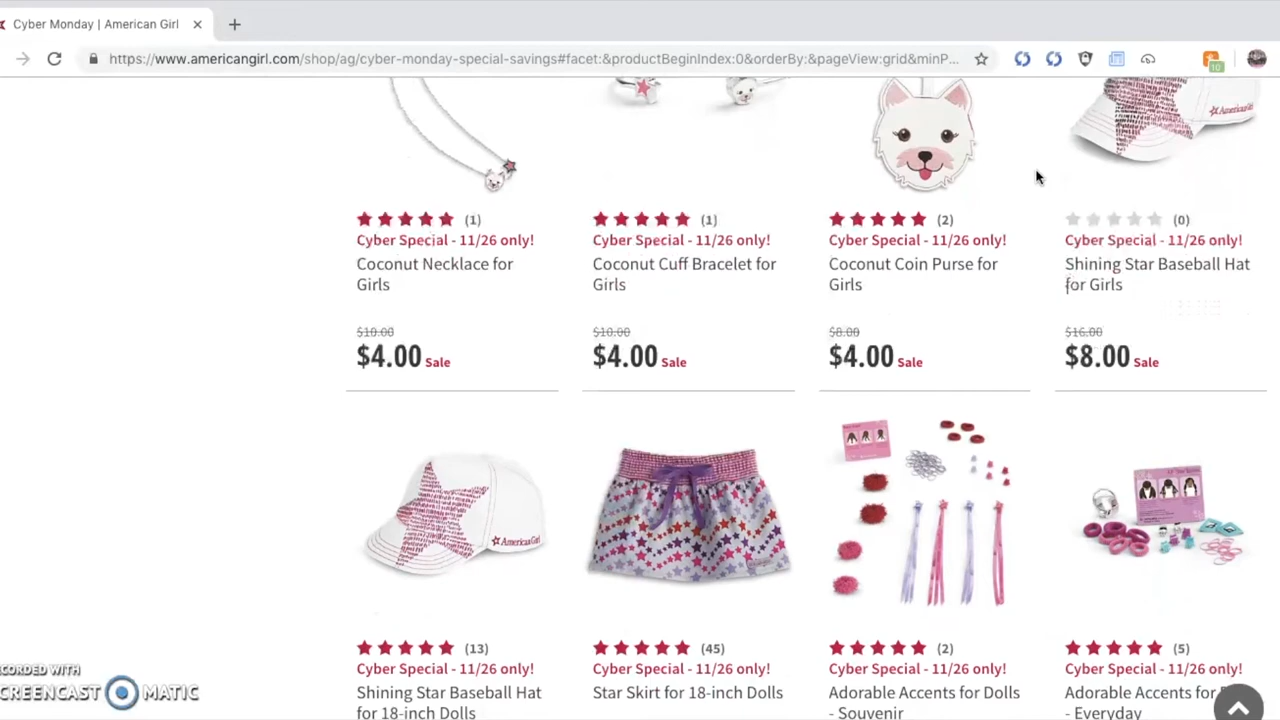 Cyber Monday | American Girl
https://www.americangirl.com/shop/ag/cyber-monday-special-savings#facet:&productBeginIndex:0&orderBy:&pageView:grid&minP...
10
AmericanGirl
(1) (1) (2) (0)
Cyber Special - 11/26 only! Cyber Special - 11/26 only! Cyber Special - 11/26 only! Cyber Special - 11/26 only!
Coconut Necklace for Coconut Cuff Bracelet for Coconut Coin Purse for Shining Star Baseball Hat
Girls Girls Girls for Girls
$10.00 $10.00 $8.00 $16.00
$4.00 Sale $4.00 Sale $4.00 Sale $8.00 Sale
AmericanGirl
(13) (45) (2) (5)
Cyber Special - 11/26 only! Cyber Special - 11/26 only! Cyber Special - 11/26 only! Cyber Special - 11/26 only!
Shining Star Baseball Hat Star Skirt for 18-inch Dolls Adorable Accents for Dolls Adorable Accents for
for 18-inch Dolls - Souvenir - Everyday
CORDED WITH
CREENCAST MATIC